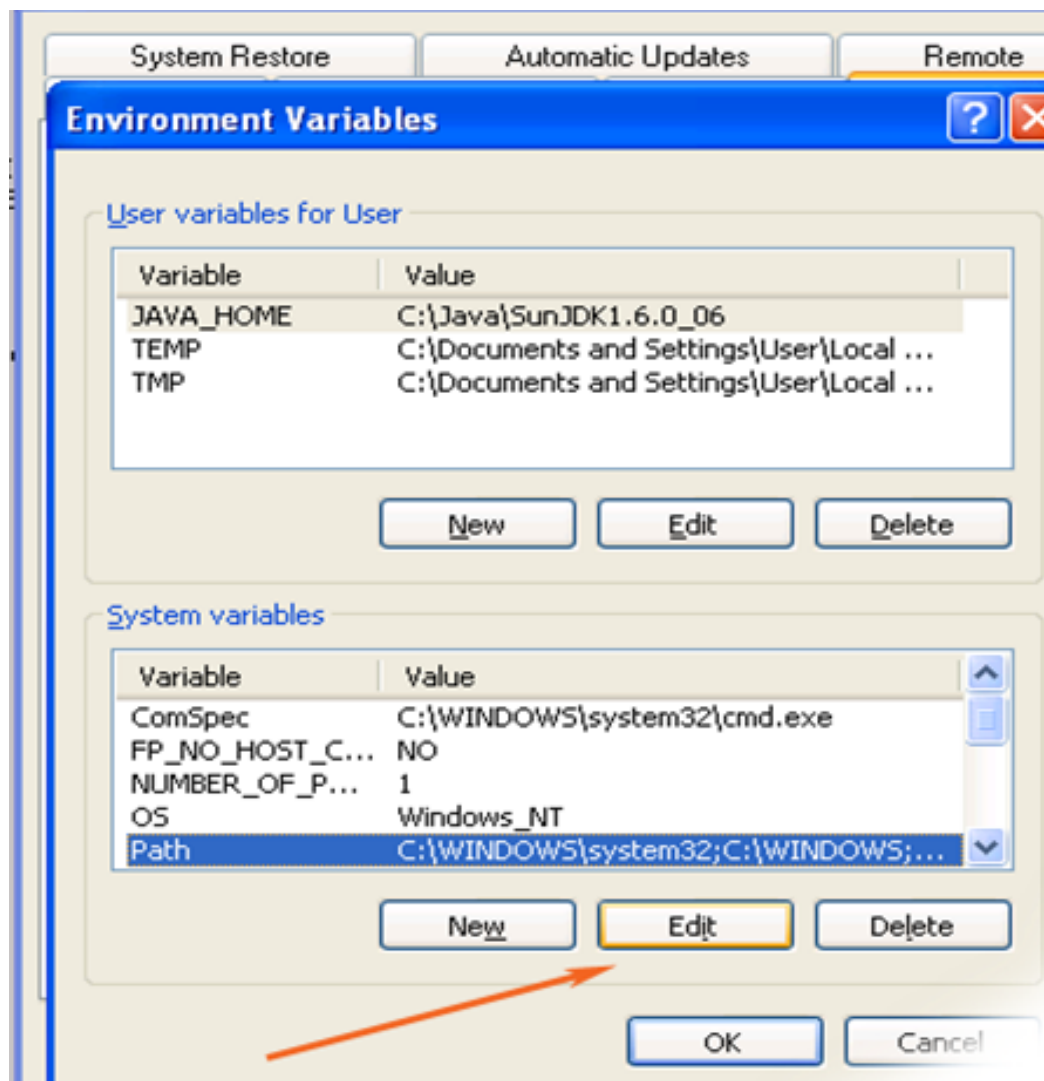 System Restore Automatic Updates Remote
Environment Variables ?
User variables for User
Variable Value
JAVA_HOME C:\Java\SunJDK1.6.0_06
TEMP C:\Documents and Settings\User\Local ...
TMP C:\Documents and Settings\User\Local ...
New Edit Delete
System variables
Variable Value
ComSpec C:\WINDOWS\system32\cmd.exe
FP_NO_HOST_C... NO
NUMBER_OF_P... 1
OS Windows_NT
Path C:\WINDOWS\system32;C:\WINDOWS;...
New Edit Delete
OK Cancel